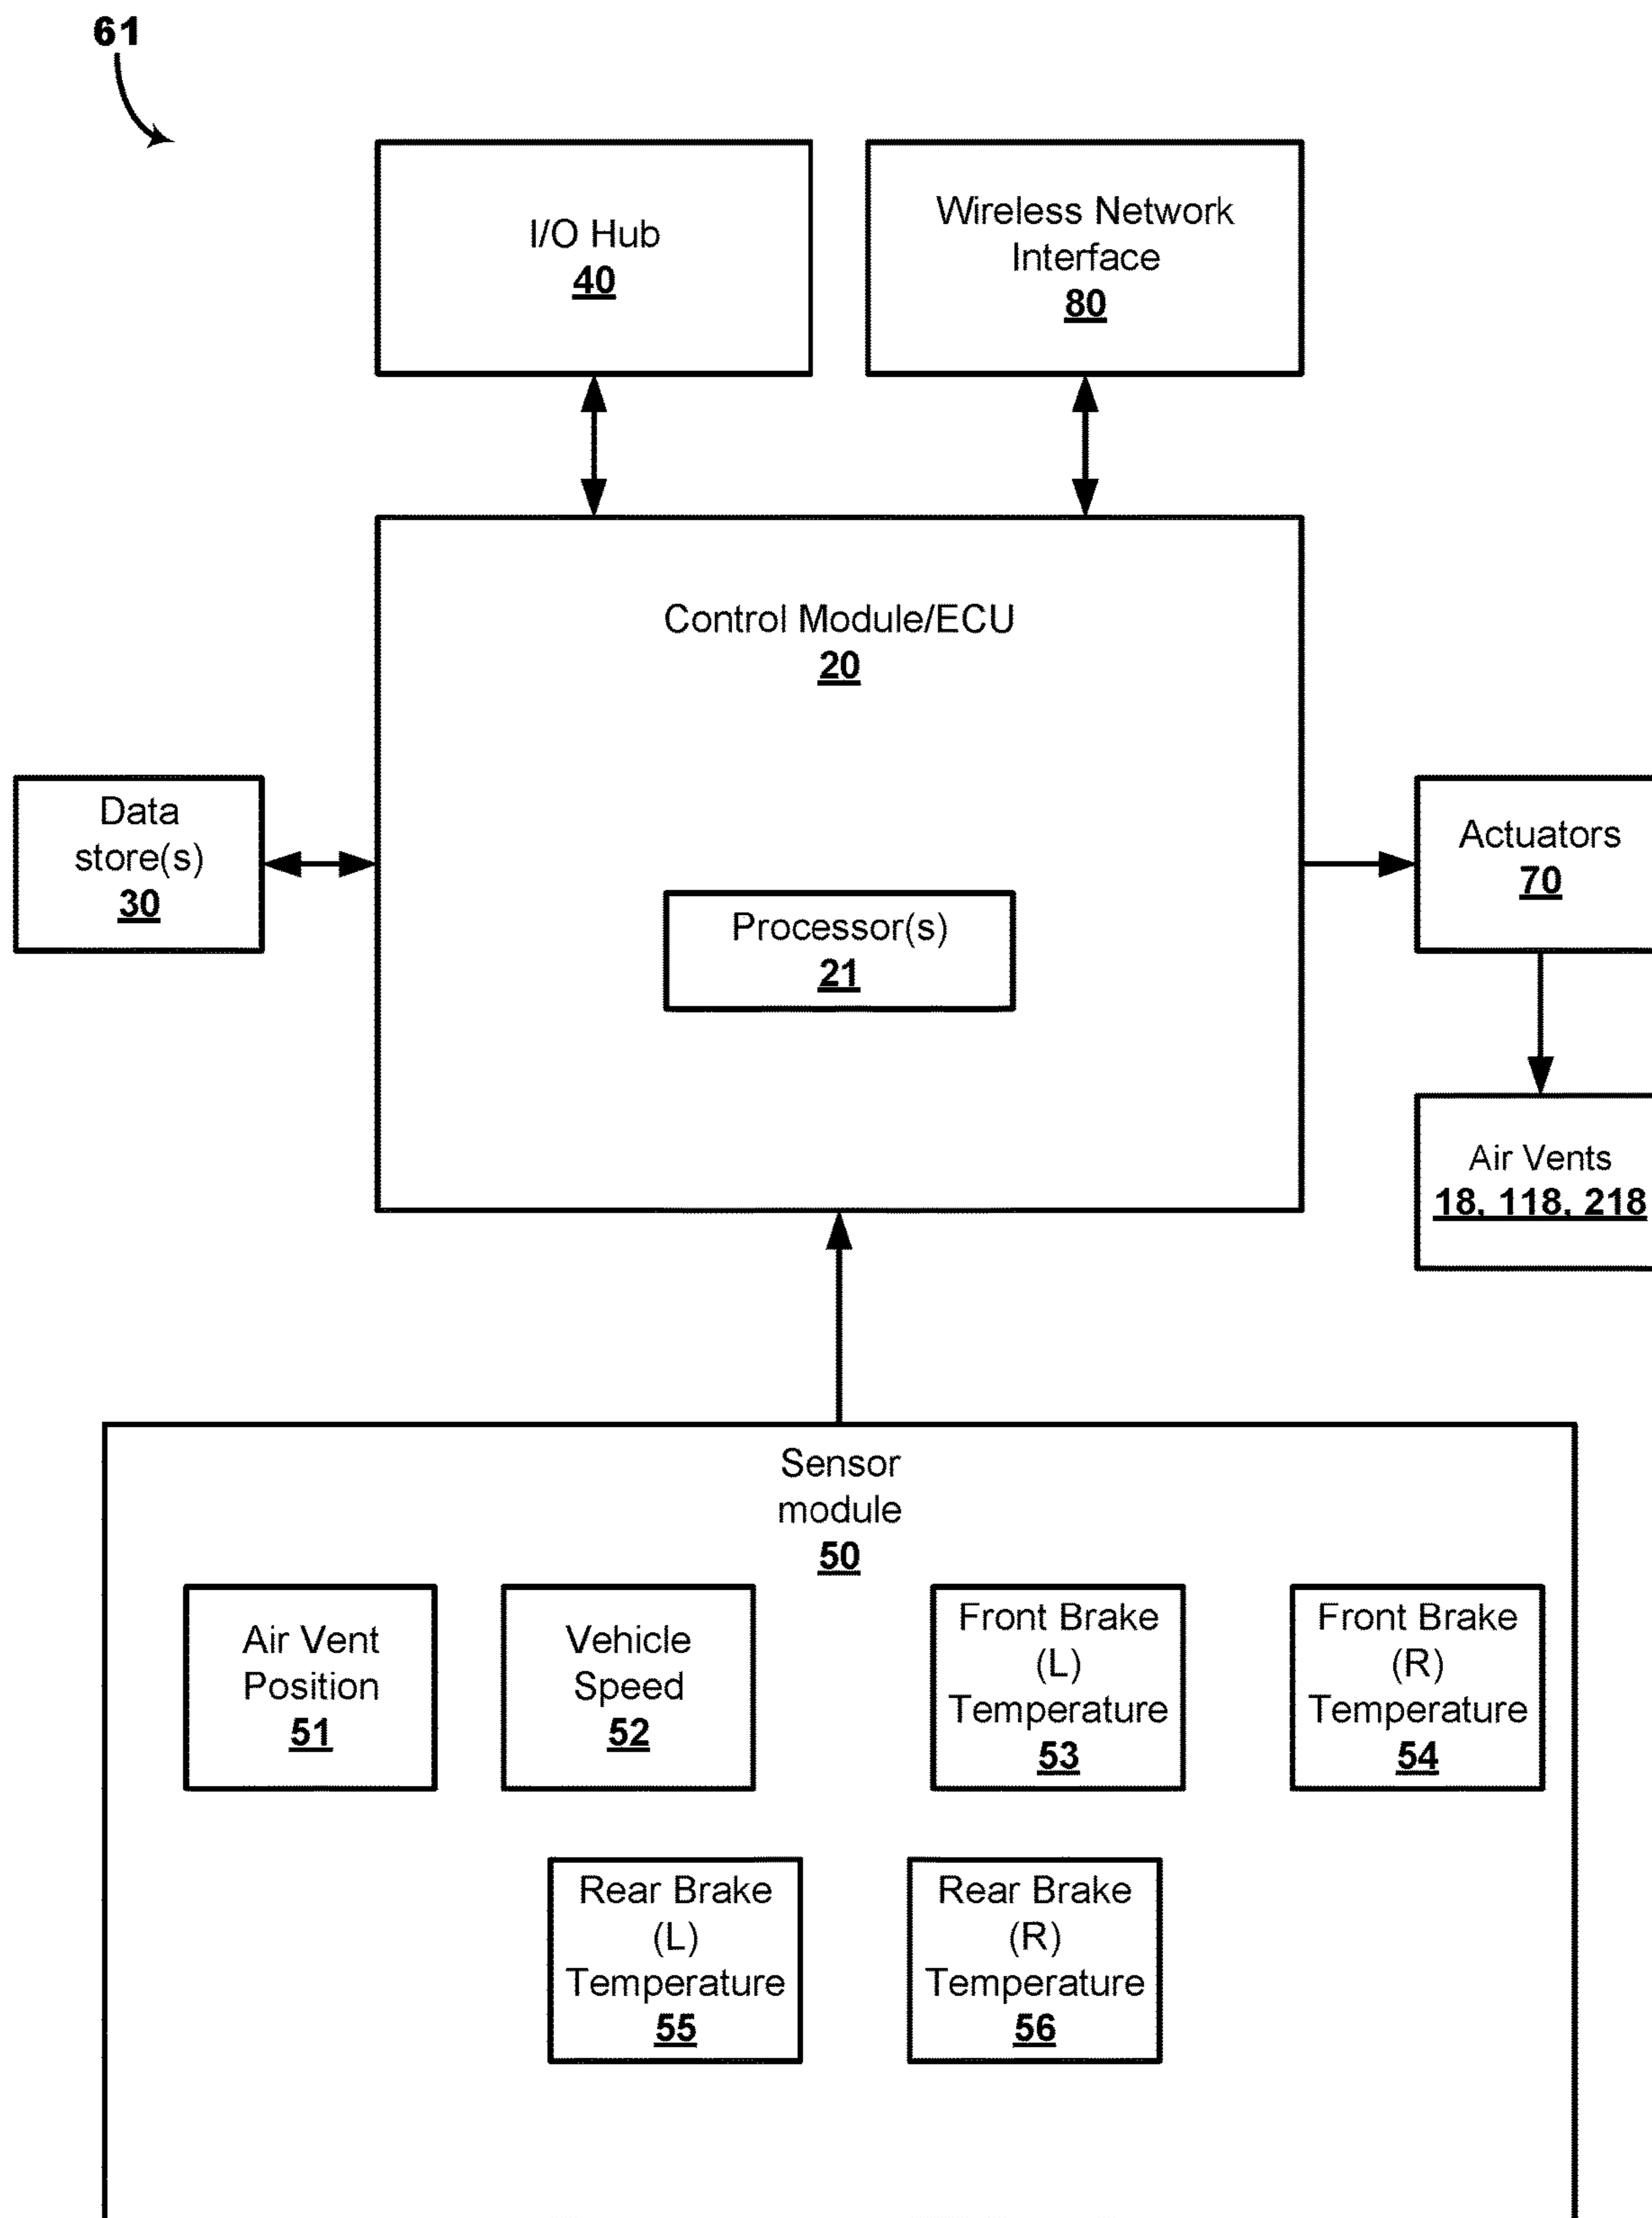 61
I/O Hub
40
Wireless Network
Interface
80
Control Module/ECU
20
Data
store(s)
30
Processor(s)
21
Actuators
70
Air Vents
18, 118, 218
Sensor
module
50
Air Vent
Position
51
Vehicle
Speed
52
Front Brake
(L)
Temperature
53
Front Brake
(R)
Temperature
54
Rear Brake
(L)
Temperature
55
Rear Brake
(R)
Temperature
56